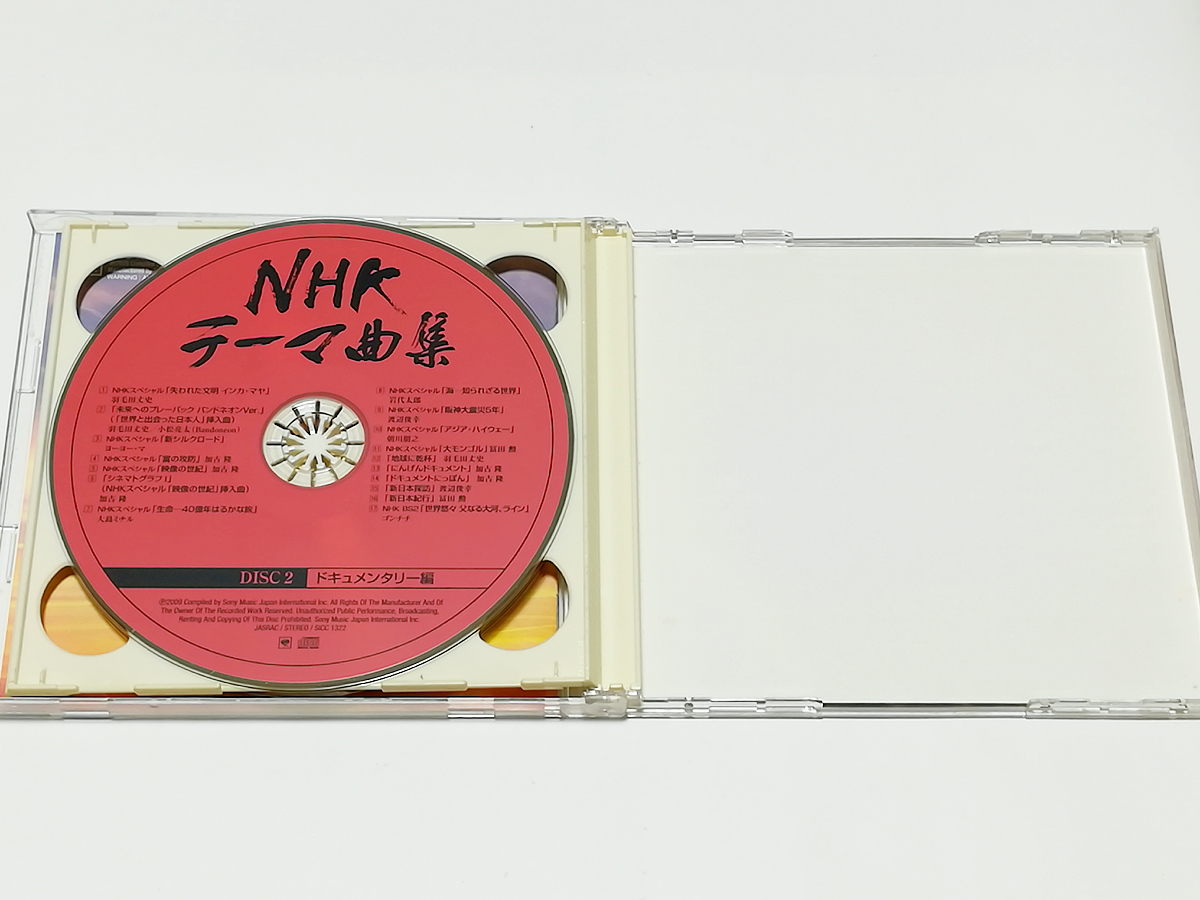 manufactured by
WARNING : A
NHK
テーマ曲集
1 NHKスペシャル「失われた文明 インカ・マヤ」
羽毛田丈史
2 「未来へのプレーバック バンドネオンVer.」
(「世界と出会った日本人」挿入曲)
羽毛田丈史 小松亮太(Bandoneon)
3 NHKスペシャル「新シルクロード」
ヨーヨー・マ
4 NHKスペシャル「富の攻防」 加古 隆
5 NHKスペシャル「映像の世紀」 加古 隆
6 「シネマトグラフ I」
(NHKスペシャル「映像の世紀」挿入曲)
加古 隆
7 NHKスペシャル「生命―40億年はるかな旅」
大島ミチル
8 NHKスペシャル「海―知られざる世界」
岩代太郎
9 NHKスペシャル「阪神大震災5年」
渡辺俊幸
10 NHKスペシャル「アジア・ハイウェー」
朝川朋之
11 NHKスペシャル「大モンゴル」 冨田 勲
12 「地球に乾杯」 羽毛田丈史
13 「にんげんドキュメント」 加古 隆
14 「ドキュメントにっぽん」 加古 隆
15 「新日本探訪」 渡辺俊幸
16 「新日本紀行」 冨田 勲
17 NHK BS2「世界悠々 父なる大河、ライン」
ゴンチチ
DISC 2 ドキュメンタリー編
℗2009 Compiled by Sony Music Japan International Inc. All Rights Of The Manufacturer And Of
The Owner Of The Recorded Work Reserved. Unauthorized Public Performance, Broadcasting,
Renting And Copying Of This Disc Prohibited. Sony Music Japan International Inc.
JASRAC / STEREO / SICC 1322